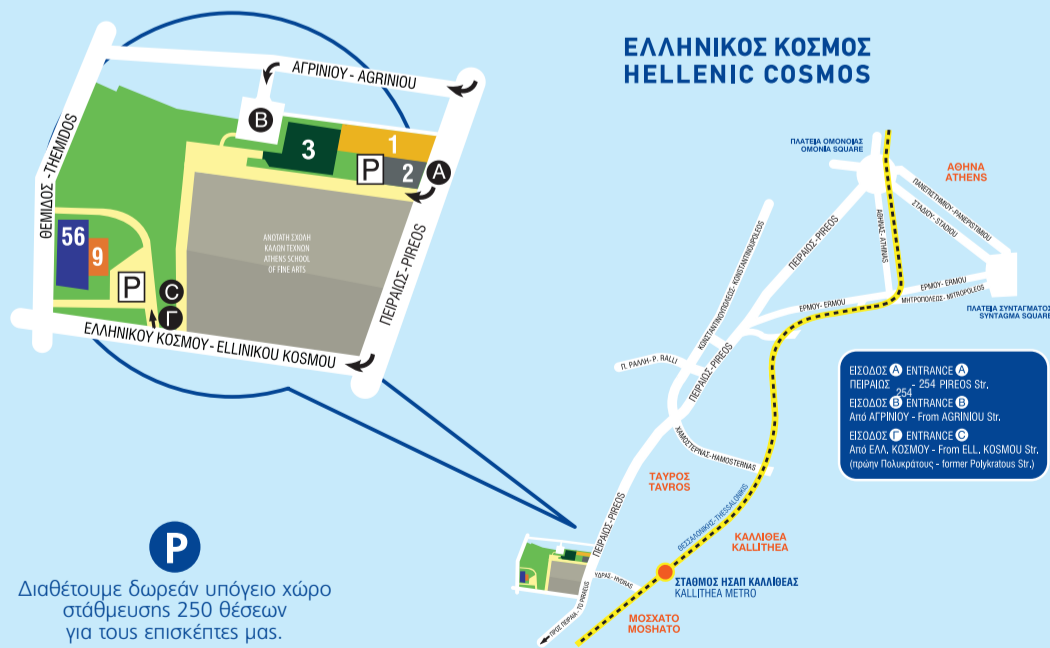 ΕΛΛΗΝΙΚΟΣ ΚΟΣΜΟΣ
HELLENIC COSMOS
ΑΓΡΙΝΙΟΥ - AGRINIOU
ΘΕΜΙΔΟΣ - THEMIDOS
B
3
1
P
2
A
56
9
P
C
Γ
ΑΝΩΤΑΤΗ ΣΧΟΛΗ
ΚΑΛΩΝ ΤΕΧΝΩΝ
ATHENS SCHOOL
OF FINE ARTS
ΠΕΙΡΑΙΩΣ - PIREOS
ΕΛΛΗΝΙΚΟΥ ΚΟΣΜΟΥ - ELLINIKOU KOSMOU
ΠΛΑΤΕΙΑ ΟΜΟΝΟΙΑΣ
OMONIA SQUARE
ΑΘΗΝΑ
ATHENS
ΠΑΝΕΠΙΣΤΗΜΙΟΥ - PANEPISTIMIOU
ΣΤΑΔΙΟΥ - STADIOU
ΑΘΗΝΑΣ - ATHINAS
ΠΕΙΡΑΙΩΣ - PIREOS
ΚΩΝΣΤΑΝΤΙΝΟΥΠΟΛΕΩΣ - KONSTANTINOUPOLEOS
ΕΡΜΟΥ - ERMOU
ΕΡΜΟΥ - ERMOU
ΜΗΤΡΟΠΟΛΕΩΣ - MITROPOLEOS
ΠΛΑΤΕΙΑ ΣΥΝΤΑΓΜΑΤΟΣ
SYNTAGMA SQUARE
Π. ΡΑΛΛΗ - P. RALLI
ΠΕΙΡΑΙΩΣ - PIREOS
ΧΑΜΟΣΤΕΡΝΑΣ - HAMOSTERNAS
ΤΑΥΡΟΣ
TAVROS
ΠΕΙΡΑΙΩΣ - PIREOS
ΘΕΣΣΑΛΟΝΙΚΗΣ - THESSALONIKIS
ΚΑΛΛΙΘΕΑ
KALLITHEA
ΥΔΡΑΣ - HYDRAS
ΣΤΑΘΜΟΣ ΗΣΑΠ ΚΑΛΛΙΘΕΑΣ
KALLITHEA METRO
ΜΟΣΧΑΤΟ
MOSHATO
ΠΡΟΣ ΠΕΙΡΑΙΑ - TO PIRAEUS
ΕΙΣΟΔΟΣ A ENTRANCE A
ΠΕΙΡΑΙΩΣ 254 - 254 PIREOS Str.
ΕΙΣΟΔΟΣ B ENTRANCE B
Από ΑΓΡΙΝΙΟΥ - From AGRINIOU Str.
ΕΙΣΟΔΟΣ Γ ENTRANCE C
Από ΕΛΛ. ΚΟΣΜΟΥ - From ELL. KOSMOU Str.
(πρώην Πολυκράτους - former Polykratous Str.)
P
Διαθέτουμε δωρεάν υπόγειο χώρο
στάθμευσης 250 θέσεων
για τους επισκέπτες μας.